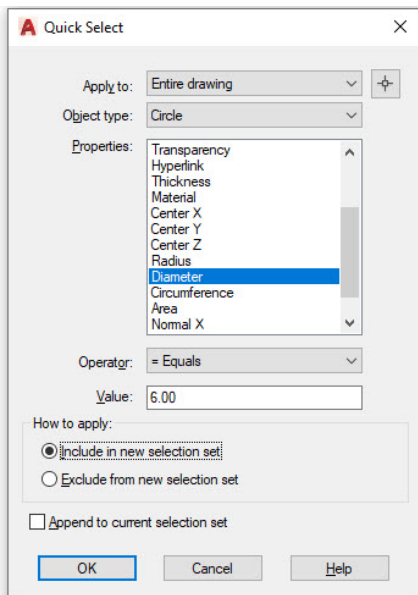 Quick Select
Apply to: Entire drawing
Object type: Circle
Properties: Transparency
Hyperlink
Thickness
Material
Center X
Center Y
Center Z
Radius
Diameter
Circumference
Area
Normal X
Operator: = Equals
Value: 6.00
How to apply:
Include in new selection set
Exclude from new selection set
Append to current selection set
OK Cancel Help